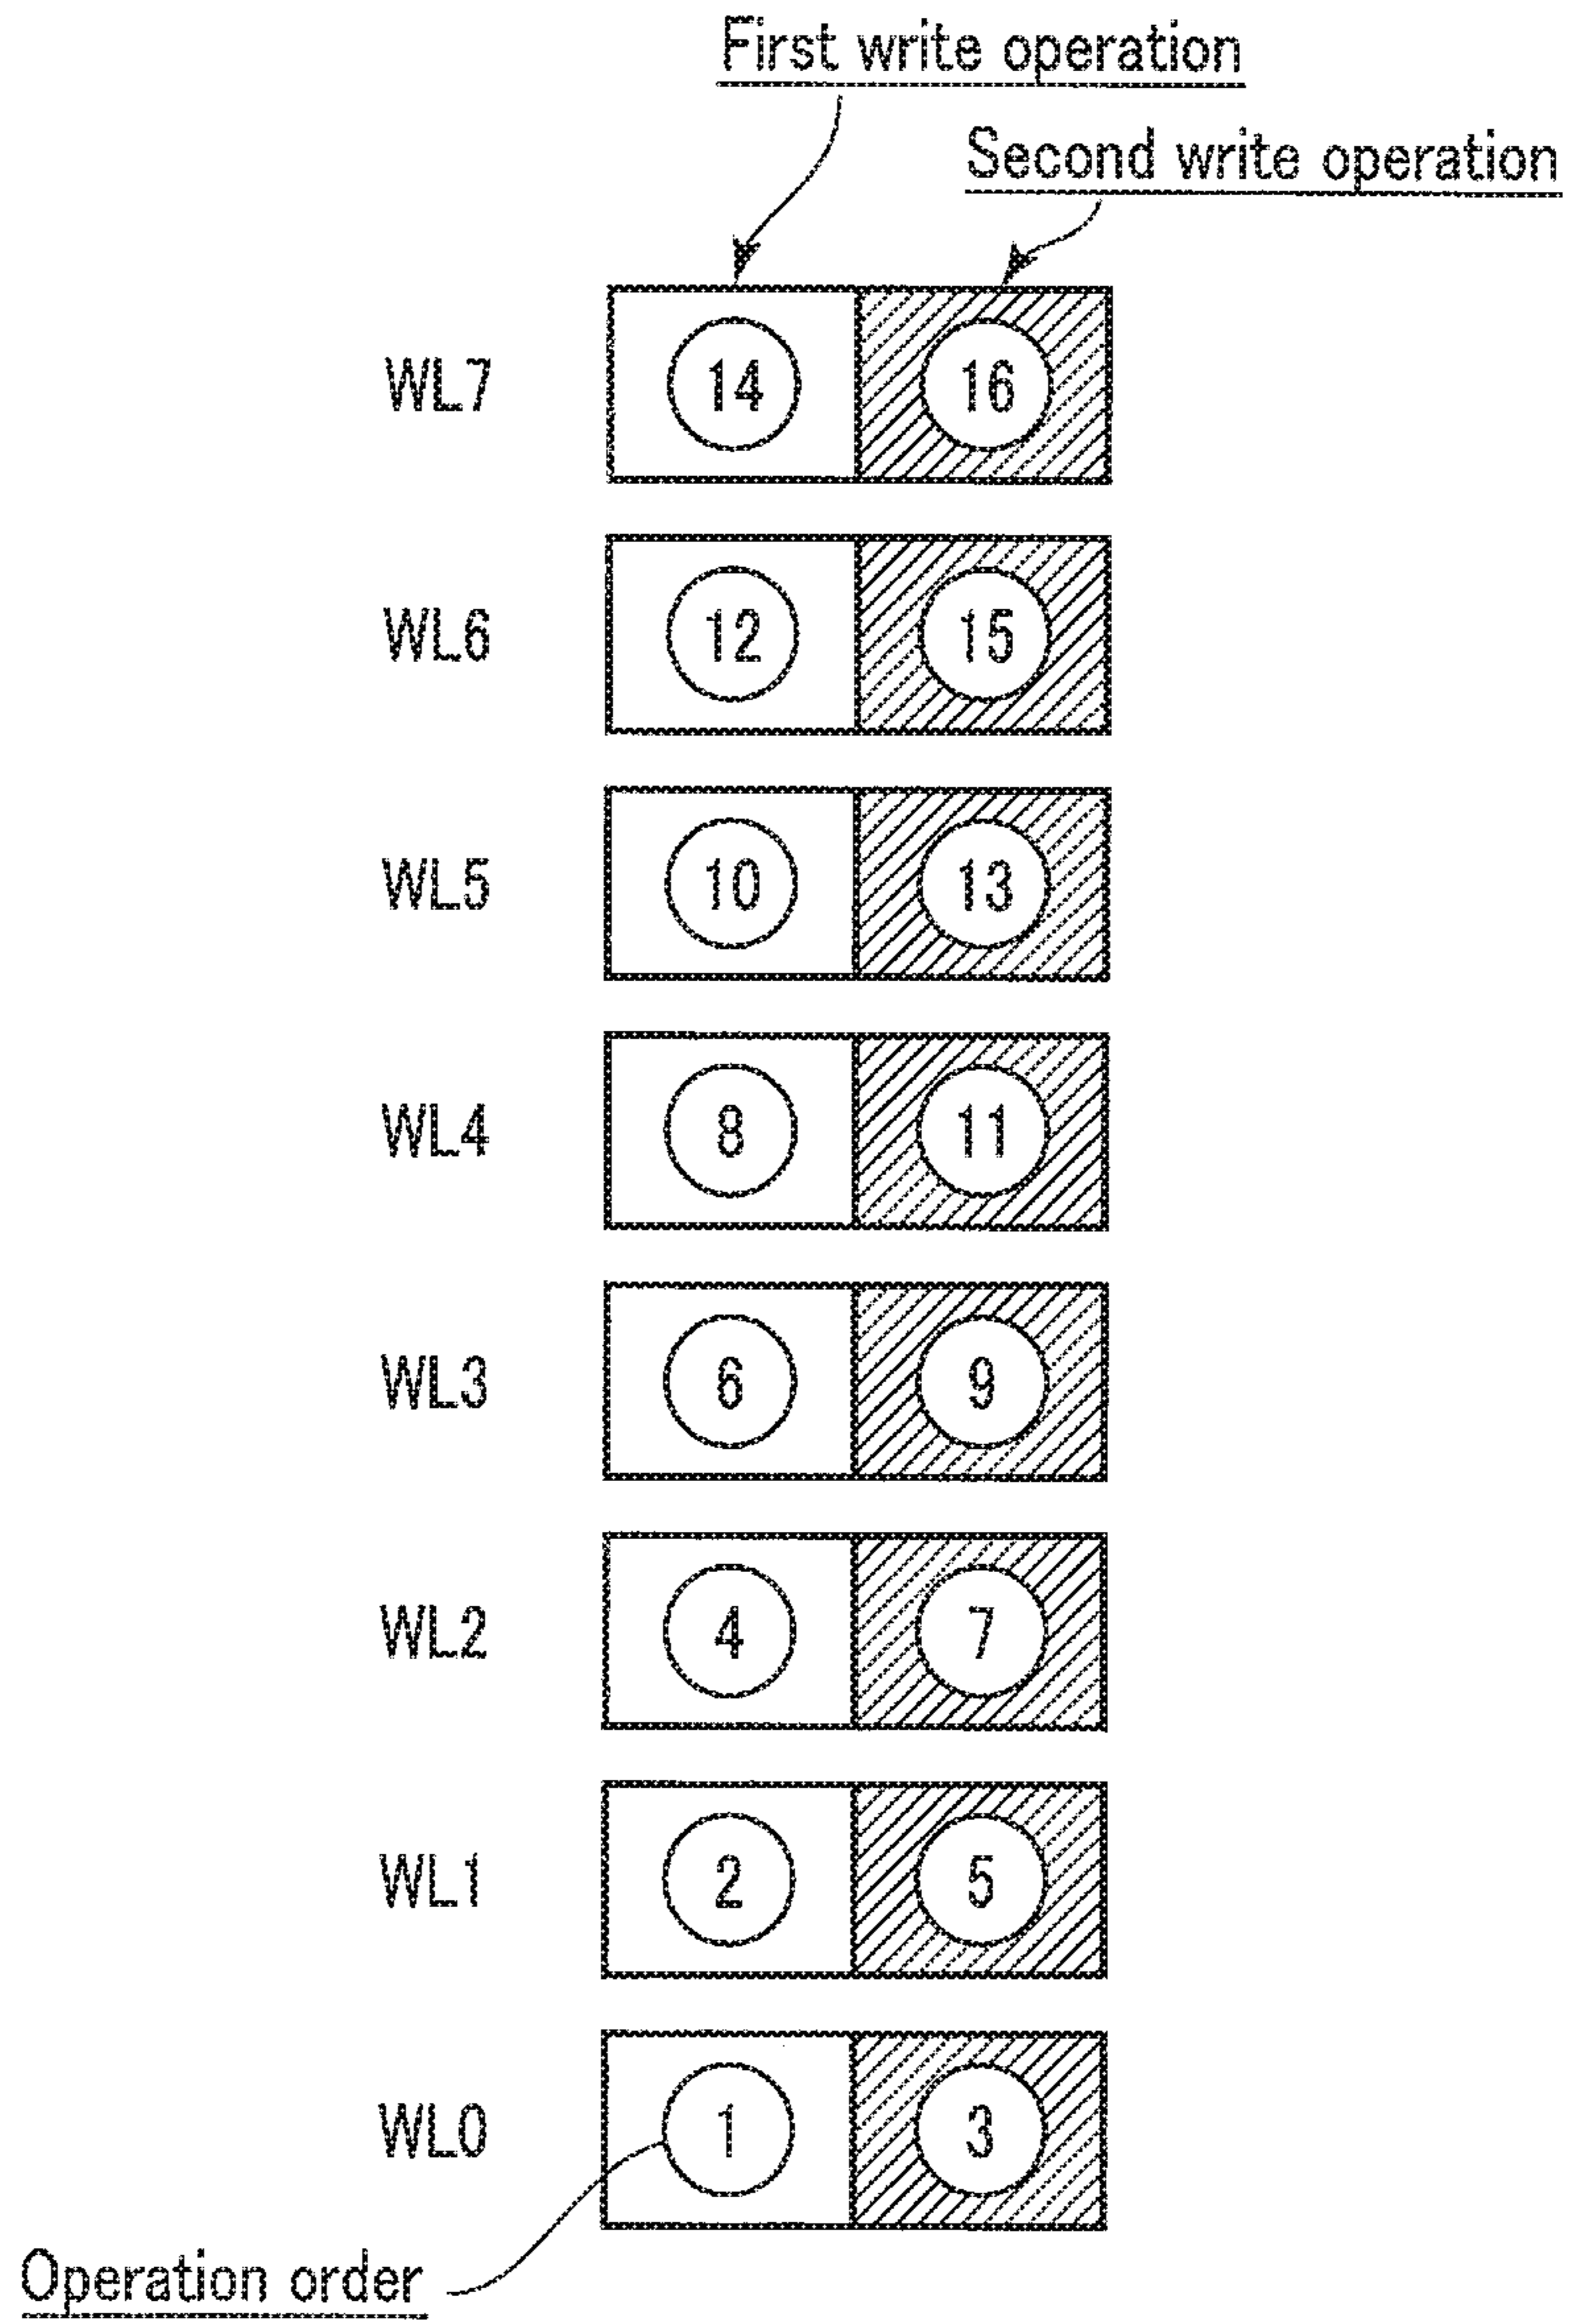 First write operation
Second write operation
WL7 14 16
WL6 12 15
WL5 10 13
WL4 8 11
WL3 6 9
WL2 4 7
WL1 2 5
WL0 1 3
Operation order